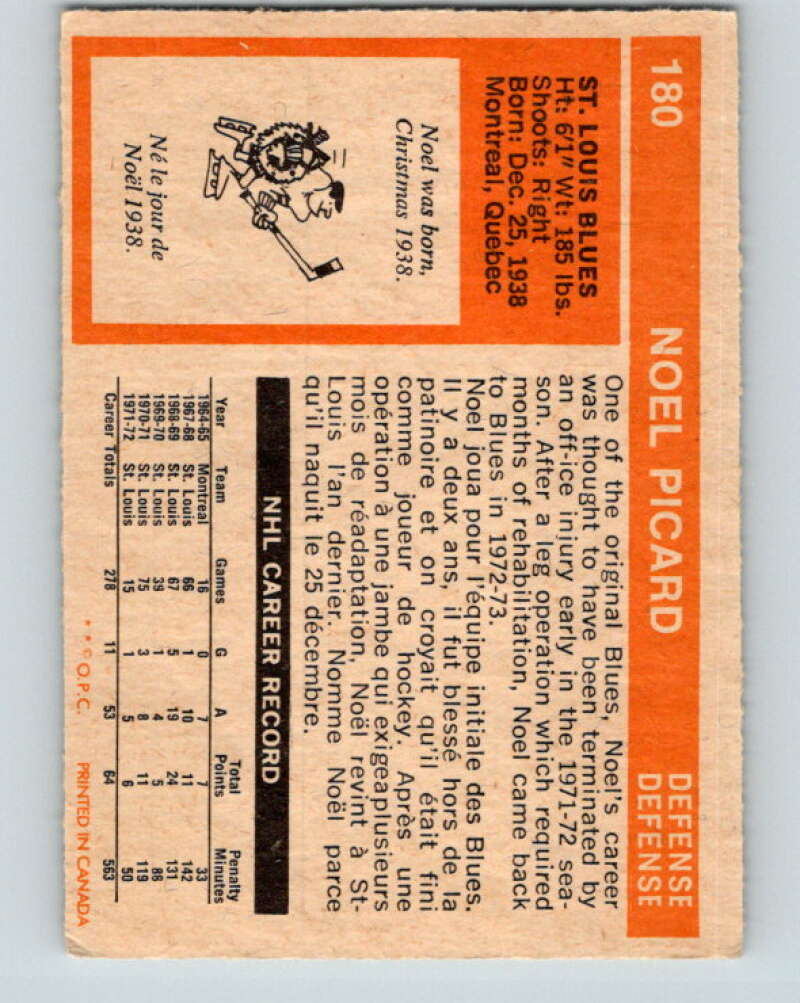 180 NOEL PICARD DEFENSE
DEFENSE
ST. LOUIS BLUES
Ht: 6'1" Wt: 185 lbs.
Shoots: Right
Born: Dec. 25, 1938
Montreal, Quebec
Noel was born,
Christmas 1938.
Né le jour de
Noël 1938.
One of the original Blues, Noel's career
was thought to have been terminated by
an off-ice injury early in the 1971-72 sea-
son. After a leg operation which required
months of rehabilitation, Noel came back
to Blues in 1972-73.
Noel joua pour l'équipe initiale des Blues.
Il y a deux ans, il fut blessé hors de la
patinoire et on croyait qu'il était fini
comme joueur de hockey. Après une
opération à une jambe qui exigeaplusieurs
mois de réadaptation, Noël revint à St-
Louis l'an dernier. Nomme Noël parce
qu'il naquit le 25 décembre.
NHL CAREER RECORD
Year Team Games G A Total Points Penalty Minutes
1964-65 Montreal 16 0 7 7 33
1967-68 St. Louis 66 1 10 11 142
1968-69 St. Louis 67 5 19 24 131
1969-70 St. Louis 39 1 4 5 88
1970-71 St. Louis 75 3 8 11 119
1971-72 St. Louis 15 1 5 6 50
Career Totals 278 11 53 64 563
* * © O.P.C. PRINTED IN CANADA